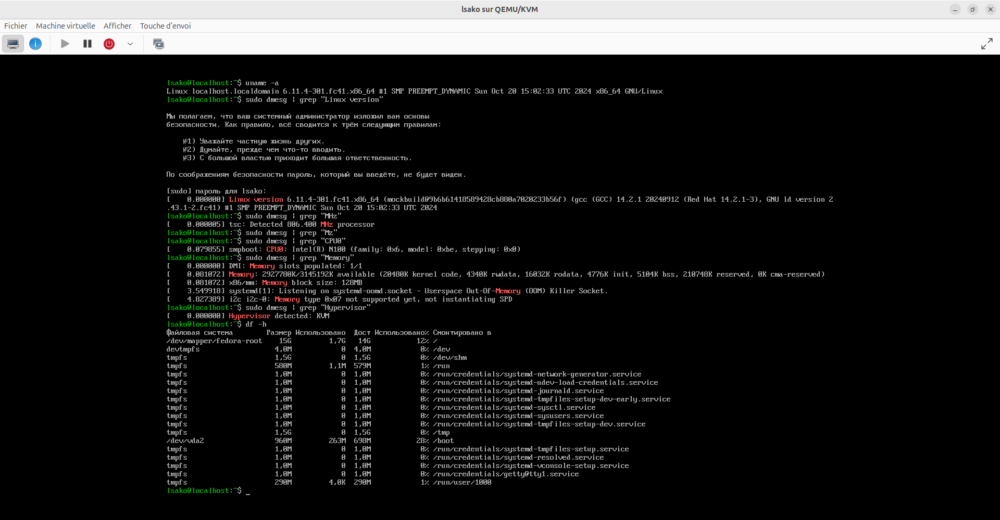 lsako sur QEMU/KVM
Fichier Machine virtuelle Afficher Touche d'envoi
lsako@localhost:~$ uname -a
Linux localhost.localdomain 6.11.4-301.fc41.x86_64 #1 SMP PREEMPT_DYNAMIC Sun Oct 20 15:02:33 UTC 2024 x86_64 GNU/Linux
lsako@localhost:~$ sudo dmesg | grep "Linux version"
Мы полагаем, что ваш системный администратор изложил вам основы
безопасности. Как правило, всё сводится к трём следующим правилам:
№1) Уважайте частную жизнь других.
№2) Думайте, прежде чем что-то вводить.
№3) С большой властью приходит большая ответственность.
По соображениям безопасности пароль, который вы введёте, не будет виден.
[sudo] пароль для lsako:
[    0.000000] Linux version 6.11.4-301.fc41.x86_64 (mockbuild@9b6b61418589428cb880a7020233b56f) (gcc (GCC) 14.2.1 20240912 (Red Hat 14.2.1-3), GNU ld version 2
.43.1-2.fc41) #1 SMP PREEMPT_DYNAMIC Sun Oct 20 15:02:33 UTC 2024
lsako@localhost:~$ sudo dmesg | grep "MHz"
[    0.000005] tsc: Detected 806.400 MHz processor
lsako@localhost:~$ sudo dmesg | grep "Mz"
lsako@localhost:~$ sudo dmesg | grep "CPU0"
[    0.079855] smpboot: CPU0: Intel(R) N100 (family: 0x6, model: 0xbe, stepping: 0x0)
lsako@localhost:~$ sudo dmesg | grep "Memory"
[    0.000000] DMI: Memory slots populated: 1/1
[    0.081072] Memory: 2927780K/3145192K available (20480K kernel code, 4340K rwdata, 16032K rodata, 4776K init, 5104K bss, 210748K reserved, 0K cma-reserved)
[    0.081072] x86/mm: Memory block size: 128MB
[    3.549918] systemd[1]: Listening on systemd-oomd.socket - Userspace Out-Of-Memory (OOM) Killer Socket.
[    4.827389] i2c i2c-0: Memory type 0x07 not supported yet, not instantiating SPD
lsako@localhost:~$ sudo dmesg | grep "Hypervisor"
[    0.000000] Hypervisor detected: KVM
lsako@localhost:~$ df -h
Файловая система        Размер Использовано  Дост Использовано% Смонтировано в
/dev/mapper/fedora-root    15G         1,7G   14G           12% /
devtmpfs                  4,0M            0  4,0M            0% /dev
tmpfs                     1,5G            0  1,5G            0% /dev/shm
tmpfs                     580M         1,1M  579M            1% /run
tmpfs                     1,0M            0  1,0M            0% /run/credentials/systemd-network-generator.service
tmpfs                     1,0M            0  1,0M            0% /run/credentials/systemd-udev-load-credentials.service
tmpfs                     1,0M            0  1,0M            0% /run/credentials/systemd-journald.service
tmpfs                     1,0M            0  1,0M            0% /run/credentials/systemd-tmpfiles-setup-dev-early.service
tmpfs                     1,0M            0  1,0M            0% /run/credentials/systemd-sysctl.service
tmpfs                     1,0M            0  1,0M            0% /run/credentials/systemd-sysusers.service
tmpfs                     1,0M            0  1,0M            0% /run/credentials/systemd-tmpfiles-setup-dev.service
tmpfs                     1,5G            0  1,5G            0% /tmp
/dev/vda2                 960M         263M  698M           28% /boot
tmpfs                     1,0M            0  1,0M            0% /run/credentials/systemd-tmpfiles-setup.service
tmpfs                     1,0M            0  1,0M            0% /run/credentials/systemd-resolved.service
tmpfs                     1,0M            0  1,0M            0% /run/credentials/systemd-vconsole-setup.service
tmpfs                     1,0M            0  1,0M            0% /run/credentials/getty@tty1.service
tmpfs                     290M         4,0K  290M            1% /run/user/1000
lsako@localhost:~$ _